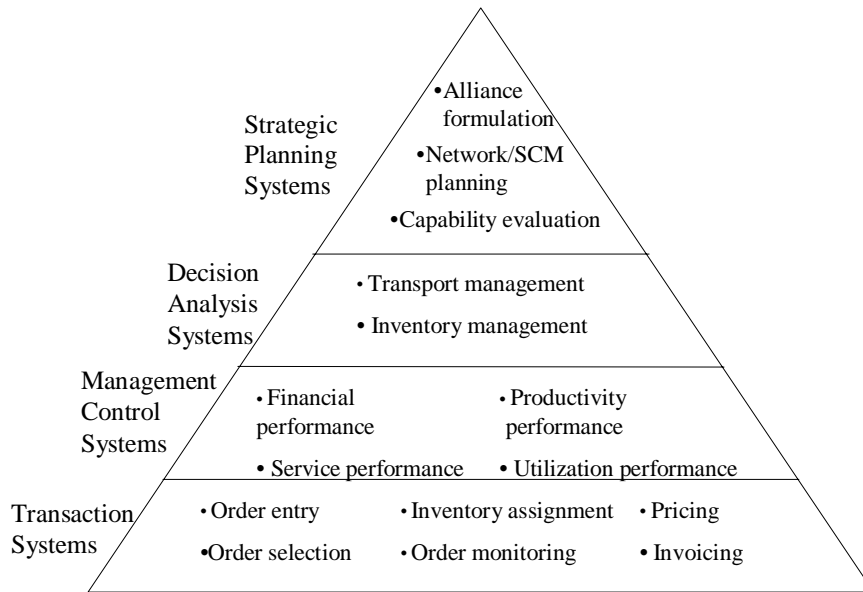 Strategic
Planning
Systems
•Alliance
formulation
•Network/SCM
planning
•Capability evaluation
Decision
Analysis
Systems
• Transport management
• Inventory management
Management
Control
Systems
• Financial
performance
• Productivity
performance
• Service performance
• Utilization performance
Transaction
Systems
• Order entry
• Inventory assignment
• Pricing
•Order selection
• Order monitoring
• Invoicing